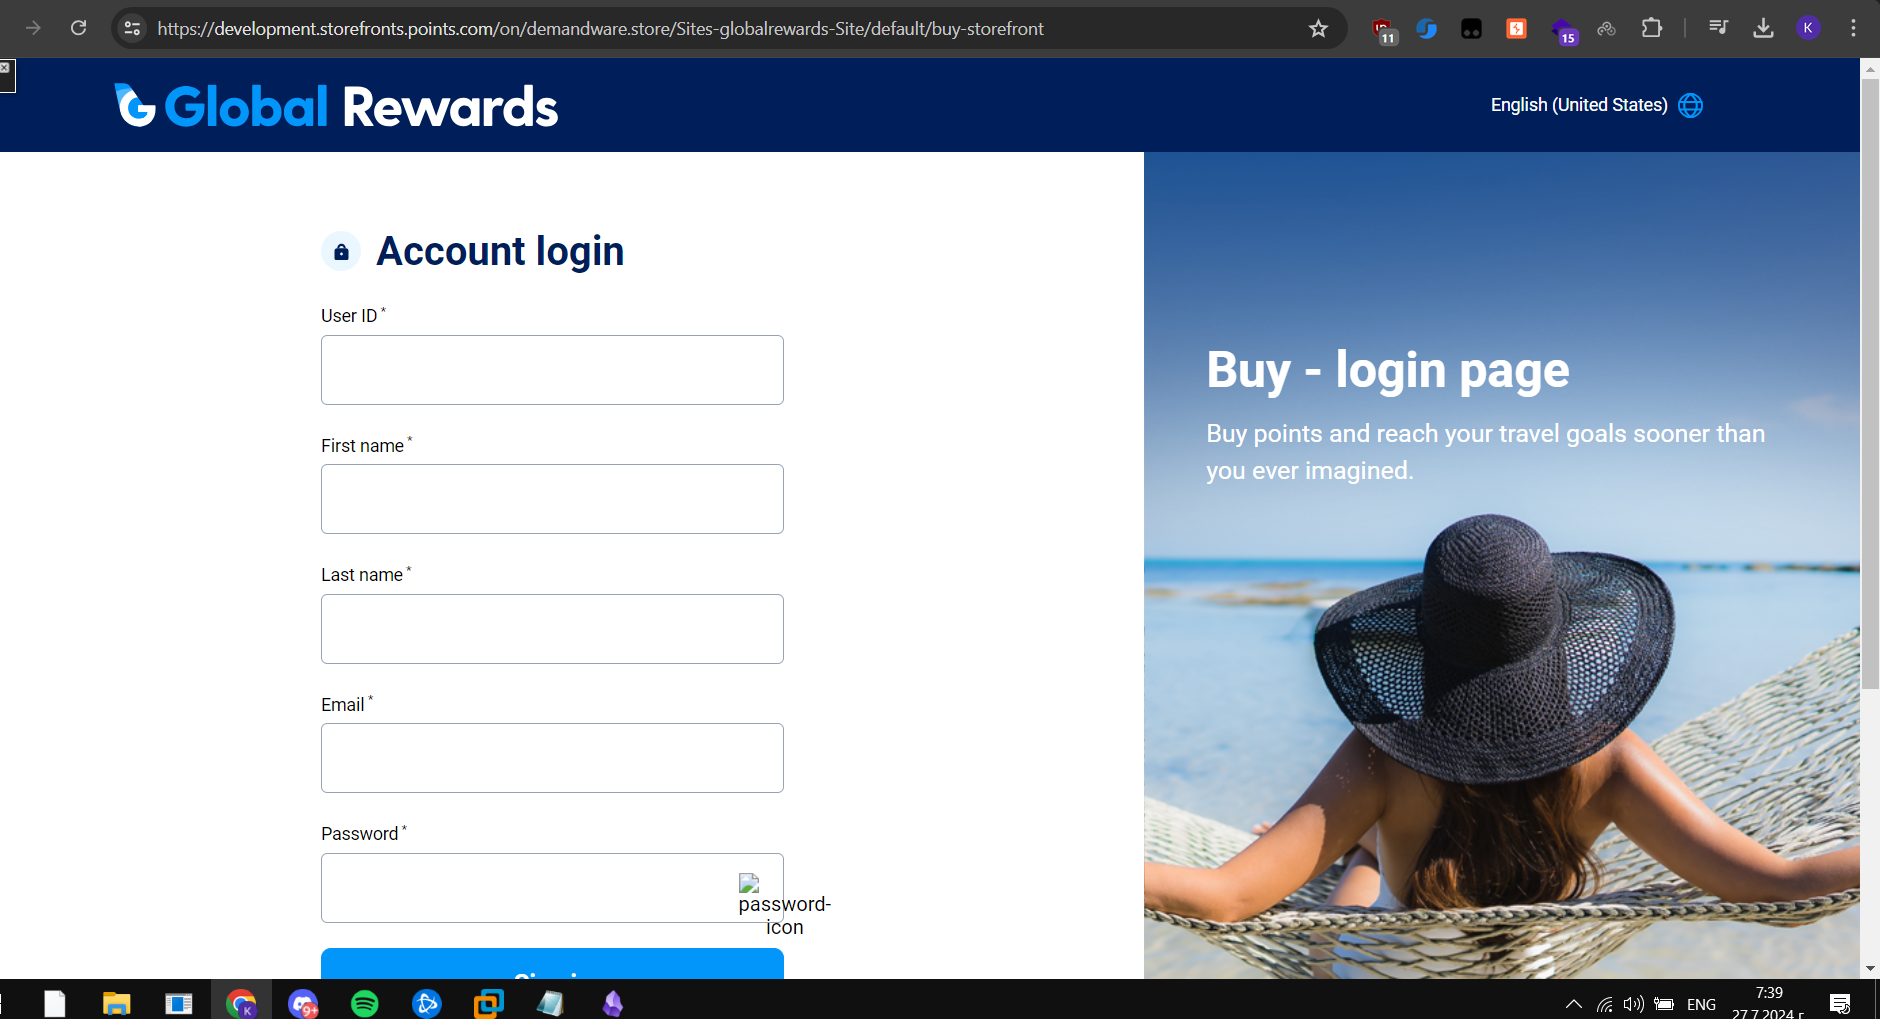 https://development.storefronts.points.com/on/demandware.store/Sites-globalrewards-Site/default/buy-storefront
11
15
K
Global Rewards
English (United States)
Account login
User ID *
First name *
Last name *
Email *
Password *
password-
icon
Buy - login page
Buy points and reach your travel goals sooner than
you ever imagined.
K
9+
ENG
7:39
27.7.2024 г.